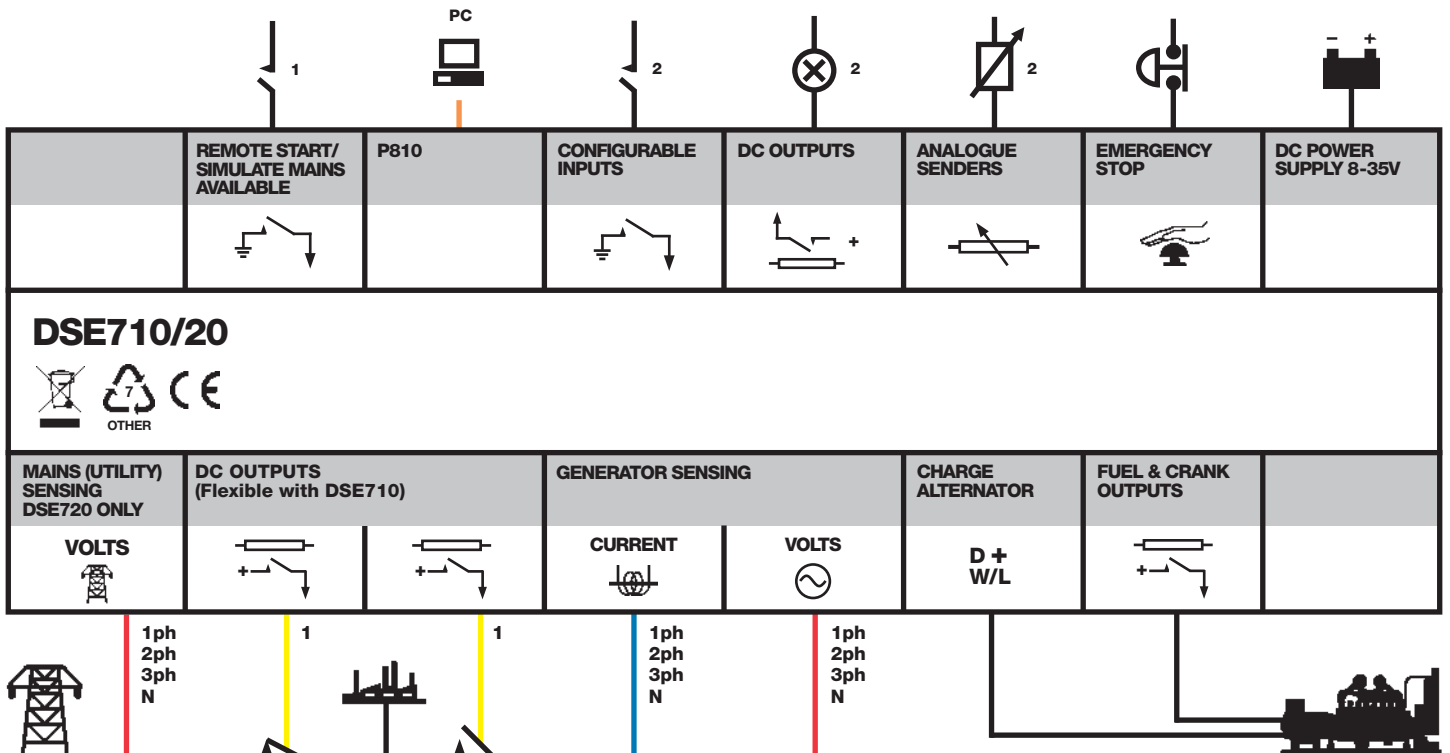 PC
1
2
2
2
- +
REMOTE START/
SIMULATE MAINS
AVAILABLE
P810
CONFIGURABLE
INPUTS
DC OUTPUTS
ANALOGUE
SENDERS
EMERGENCY
STOP
DC POWER
SUPPLY 8-35V
+
DSE710/20
7
OTHER
CE
MAINS (UTILITY)
SENSING
DSE720 ONLY
DC OUTPUTS
(Flexible with DSE710)
GENERATOR SENSING
CHARGE
ALTERNATOR
FUEL & CRANK
OUTPUTS
VOLTS
+
+
CURRENT
VOLTS
D +
W/L
+
1ph
2ph
3ph
N
1
1
1ph
2ph
3ph
N
1ph
2ph
3ph
N